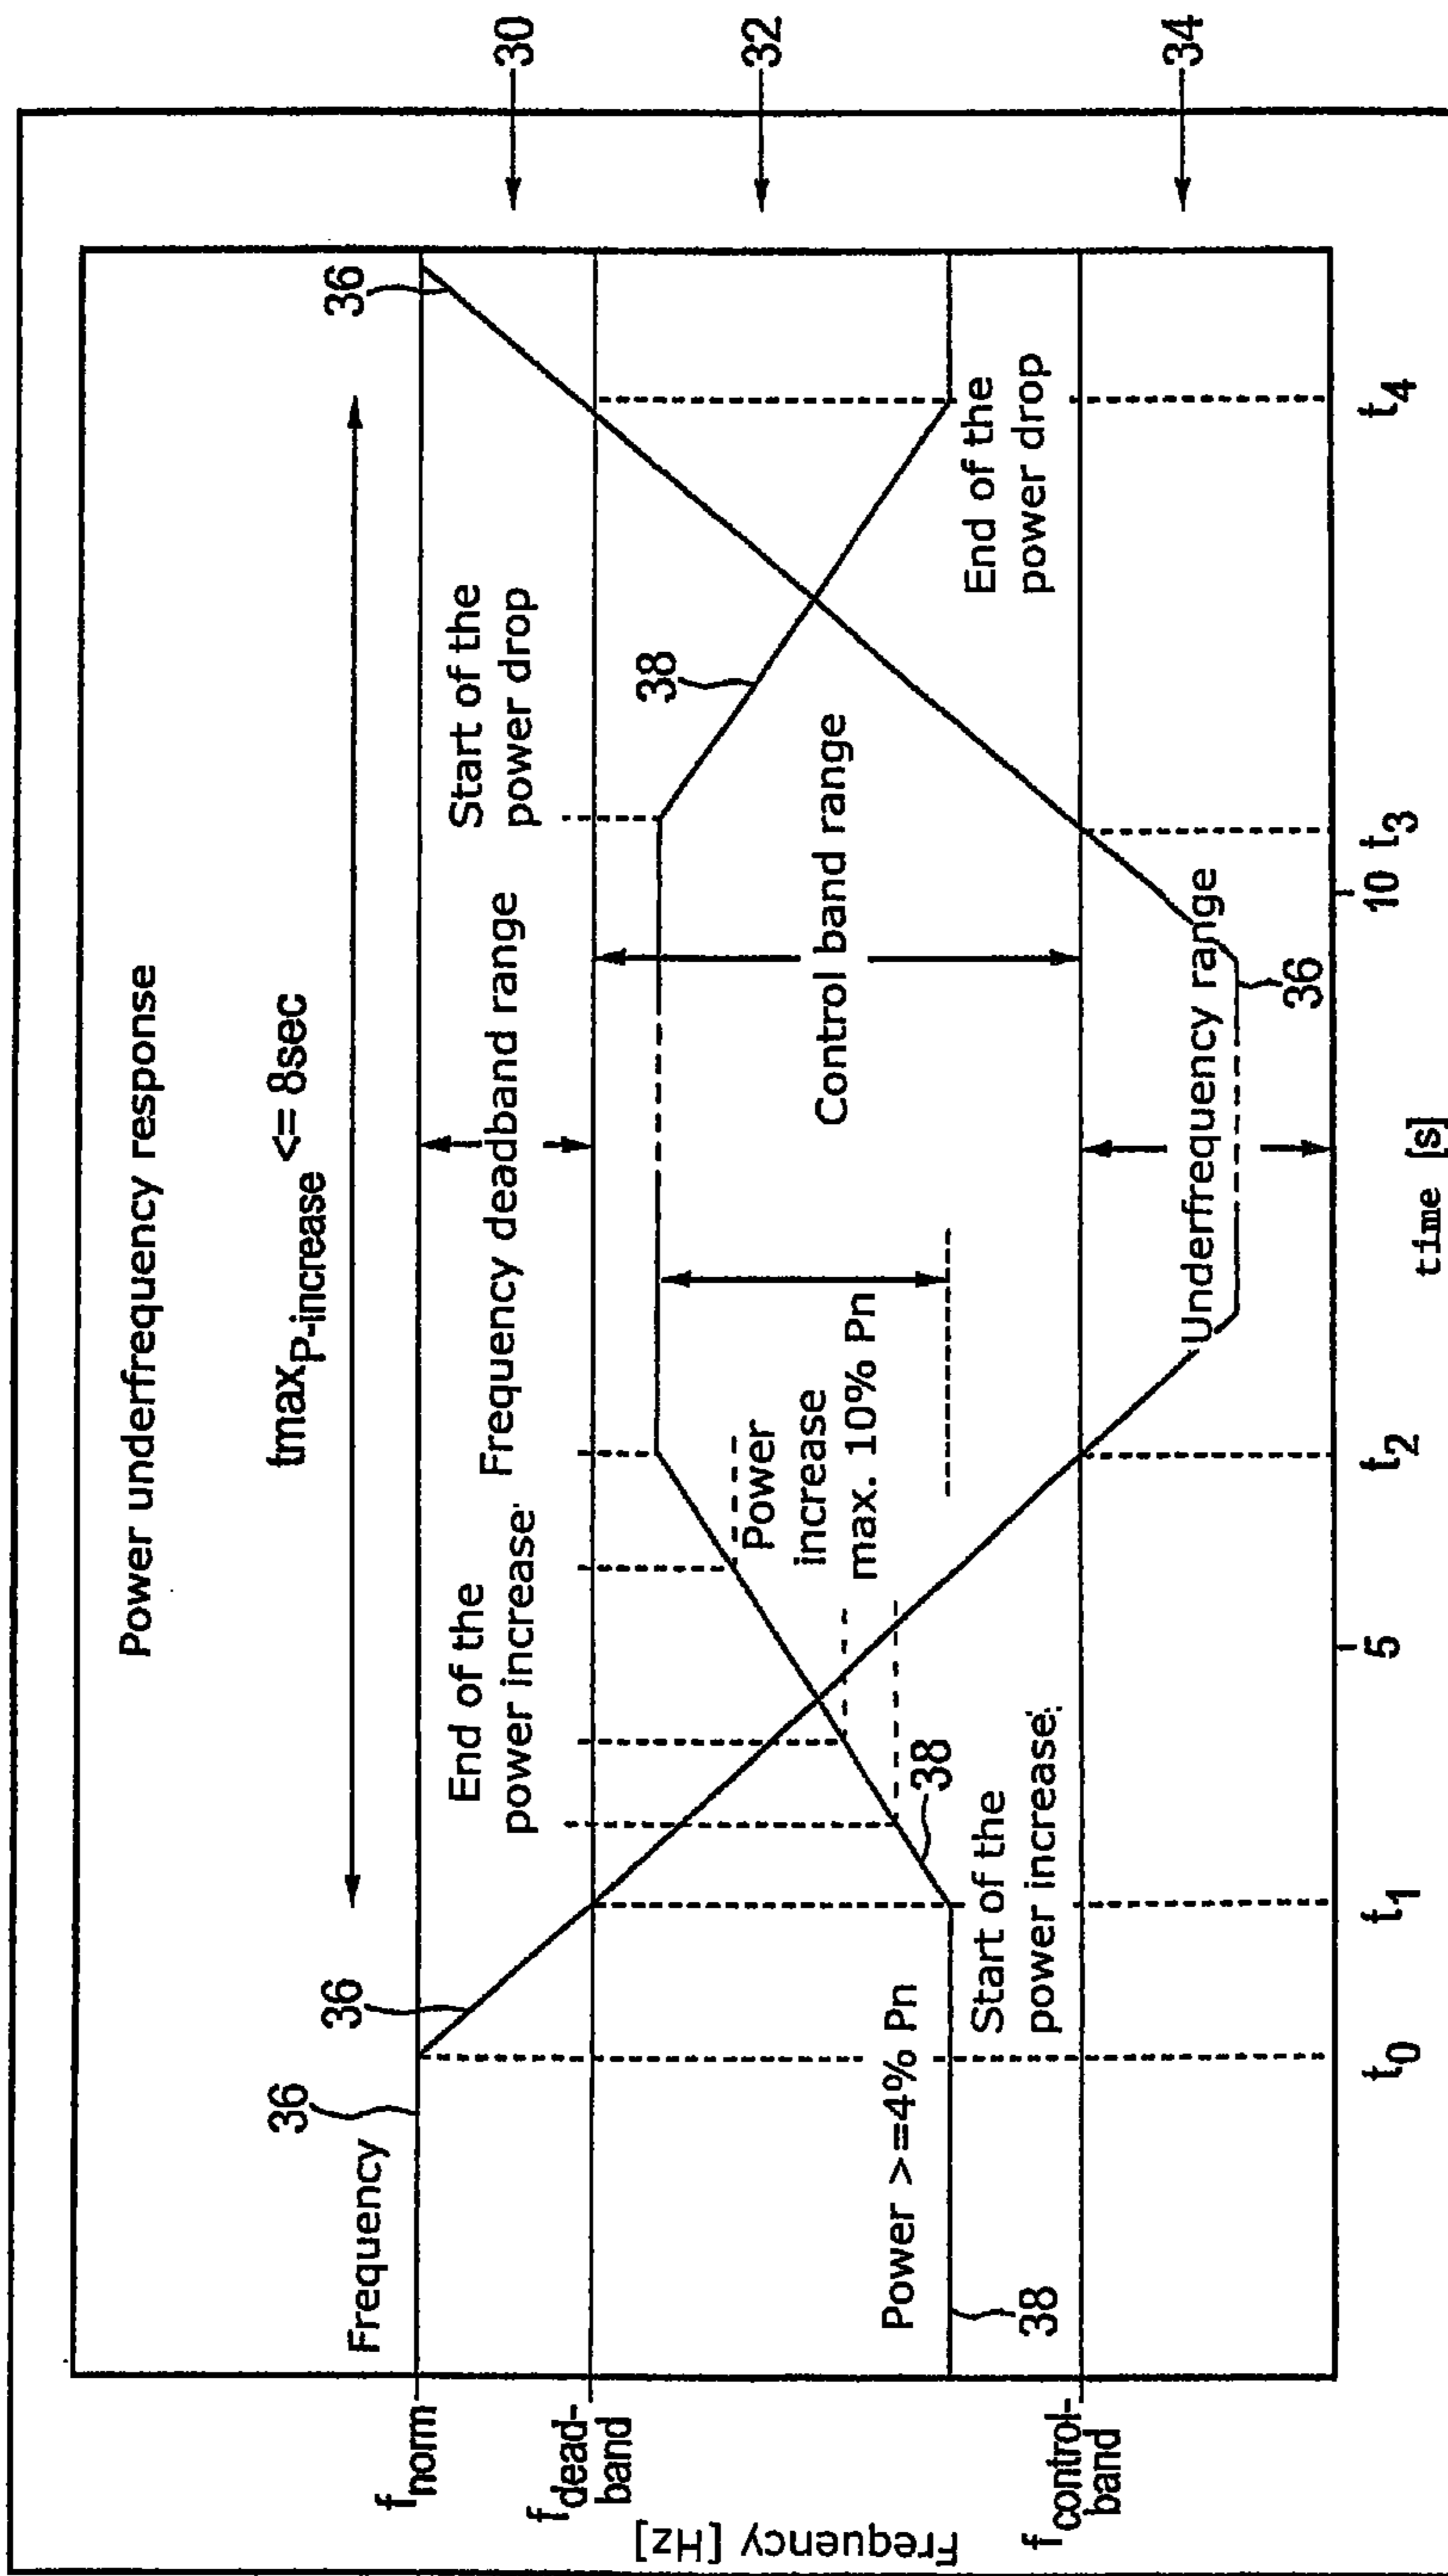 Power underfrequency response
tmaxP-increase <= 8sec
36
Frequency
36
36
30
End of the
power increase
Frequency deadband range
Start of the
power drop
fnorm
fdead-
band
38
32
Power
increase
max. 10% Pn
Control band range
Power >=4% Pn
38
38
Start of the
power increase
End of the
power drop
fcontrol-
band
34
Underfrequency range
36
Frequency [Hz]
t0
t1
5
t2
10
t3
t4
time [s]